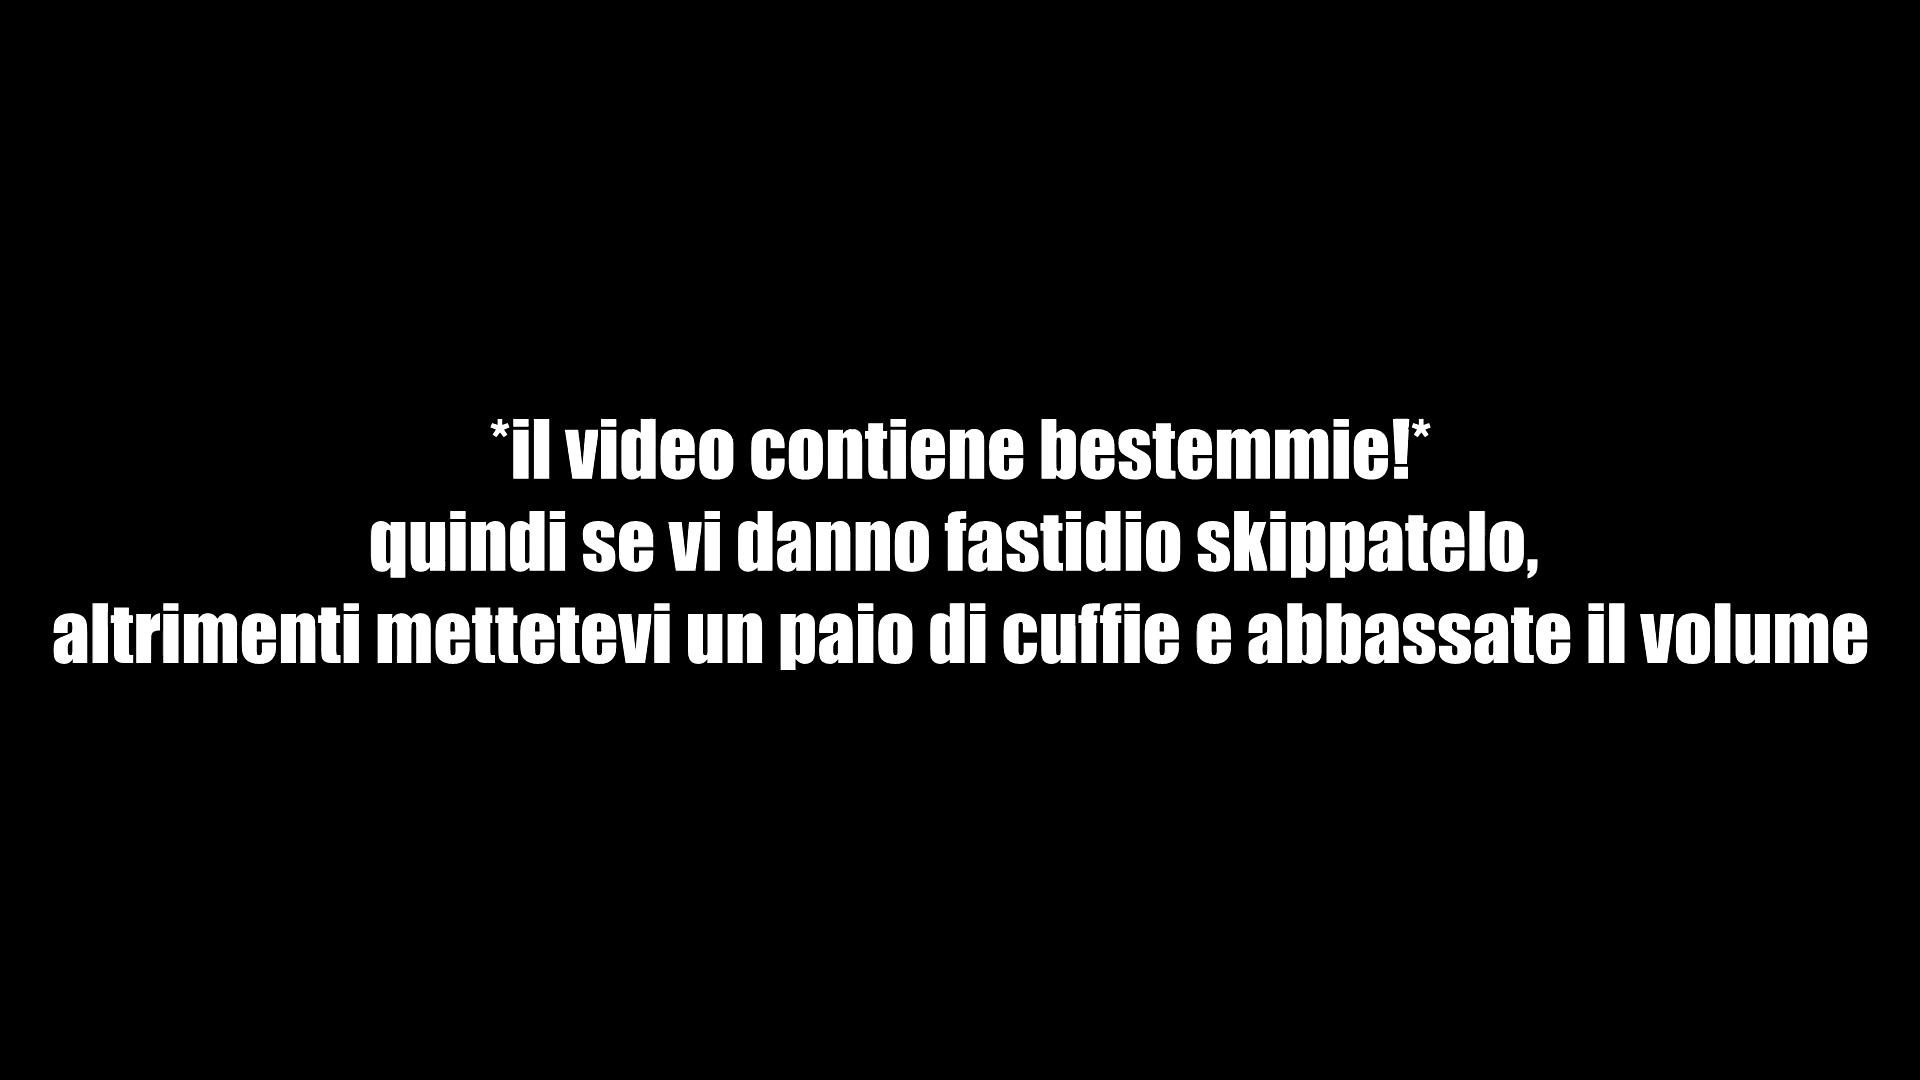 *il video contiene bestemmie!*
quindi se vi danno fastidio skippatelo,
altrimenti mettetevi un paio di cuffie e abbassate il volume